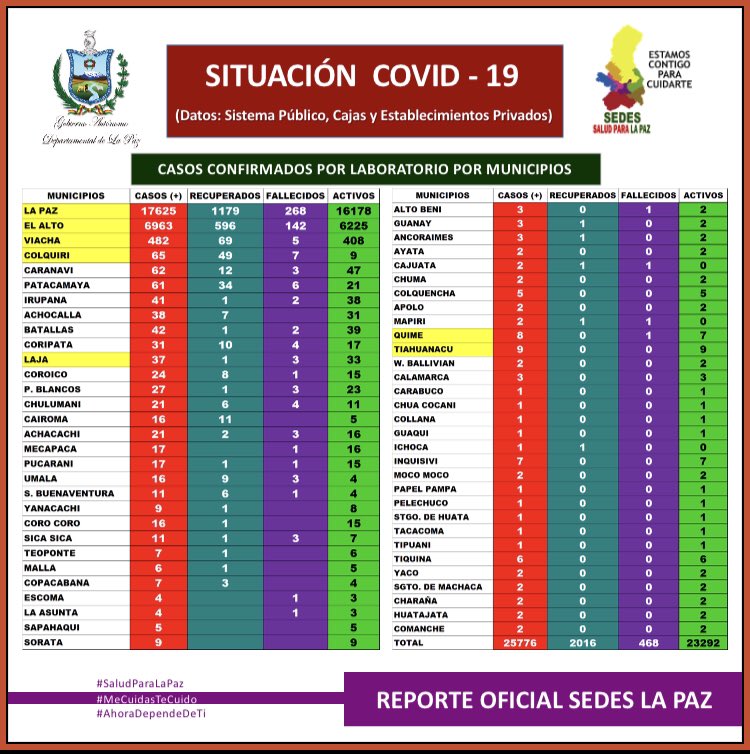 Gobierno Autónomo
Departamental de La Paz
SITUACIÓN COVID - 19
(Datos: Sistema Público, Cajas y Establecimientos Privados)
ESTAMOS
CONTIGO
PARA
CUIDARTE
SEDES
SALUD PARA LA PAZ
CASOS CONFIRMADOS POR LABORATORIO POR MUNICIPIOS
MUNICIPIOS CASOS (+) RECUPERADOS FALLECIDOS ACTIVOS
LA PAZ 17625 1179 268 16178
EL ALTO 6963 596 142 6225
VIACHA 482 69 5 408
COLQUIRI 65 49 7 9
CARANAVI 62 12 3 47
PATACAMAYA 61 34 6 21
IRUPANA 41 1 2 38
ACHOCALLA 38 7 31
BATALLAS 42 1 2 39
CORIPATA 31 10 4 17
LAJA 37 1 3 33
COROICO 24 8 1 15
P. BLANCOS 27 1 3 23
CHULUMANI 21 6 4 11
CAIROMA 16 11 5
ACHACACHI 21 2 3 16
MECAPACA 17 1 16
PUCARANI 17 1 1 15
UMALA 16 9 3 4
S. BUENAVENTURA 11 6 1 4
YANACACHI 9 1 8
CORO CORO 16 1 15
SICA SICA 11 1 3 7
TEOPONTE 7 1 6
MALLA 6 1 5
COPACABANA 7 3 4
ESCOMA 4 1 3
LA ASUNTA 4 1 3
SAPAHAQUI 5 5
SORATA 9 9
MUNICIPIOS CASOS (+) RECUPERADOS FALLECIDOS ACTIVOS
ALTO BENI 3 0 1 2
GUANAY 3 1 0 2
ANCORAIMES 3 1 0 2
AYATA 2 0 0 2
CAJUATA 2 1 1 0
CHUMA 2 0 0 2
COLQUENCHA 5 0 0 5
APOLO 2 0 0 2
MAPIRI 2 1 1 0
QUIME 8 0 1 7
TIAHUANACU 9 0 0 9
W. BALLIVIAN 2 0 0 2
CALAMARCA 3 0 0 3
CARABUCO 1 0 0 1
CHUA COCANI 1 0 0 1
COLLANA 1 0 0 1
GUAQUI 1 0 0 1
ICHOCA 1 1 0 0
INQUISIVI 7 0 0 7
MOCO MOCO 2 0 0 2
PAPEL PAMPA 1 0 0 1
PELECHUCO 1 0 0 1
STGO. DE HUATA 1 0 0 1
TACACOMA 1 0 0 1
TIPUANI 1 0 0 1
TIQUINA 6 0 0 6
YACO 2 0 0 2
SGTO. DE MACHACA 2 0 0 2
CHARAÑA 2 0 0 2
HUATAJATA 2 0 0 2
COMANCHE 2 0 0 2
TOTAL 25776 2016 468 23292
#SaludParaLaPaz
#MeCuidasTeCuido
#AhoraDependeDeTi
REPORTE OFICIAL SEDES LA PAZ